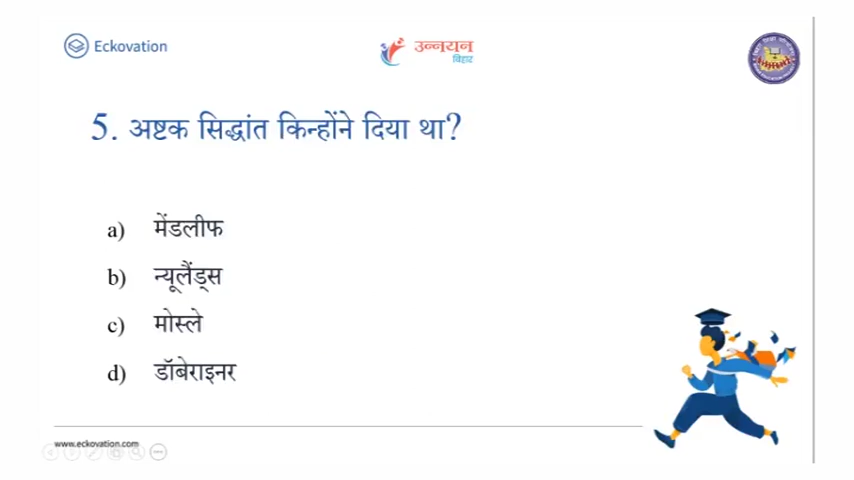 Eckovation
उन्नयन
बिहार
5. अष्टक सिद्धांत किन्होंने दिया था?
a) मेंडलीफ
b) न्यूलैंड्स
c) मोस्ले
d) डॉबेराइनर
www.eckovation.com